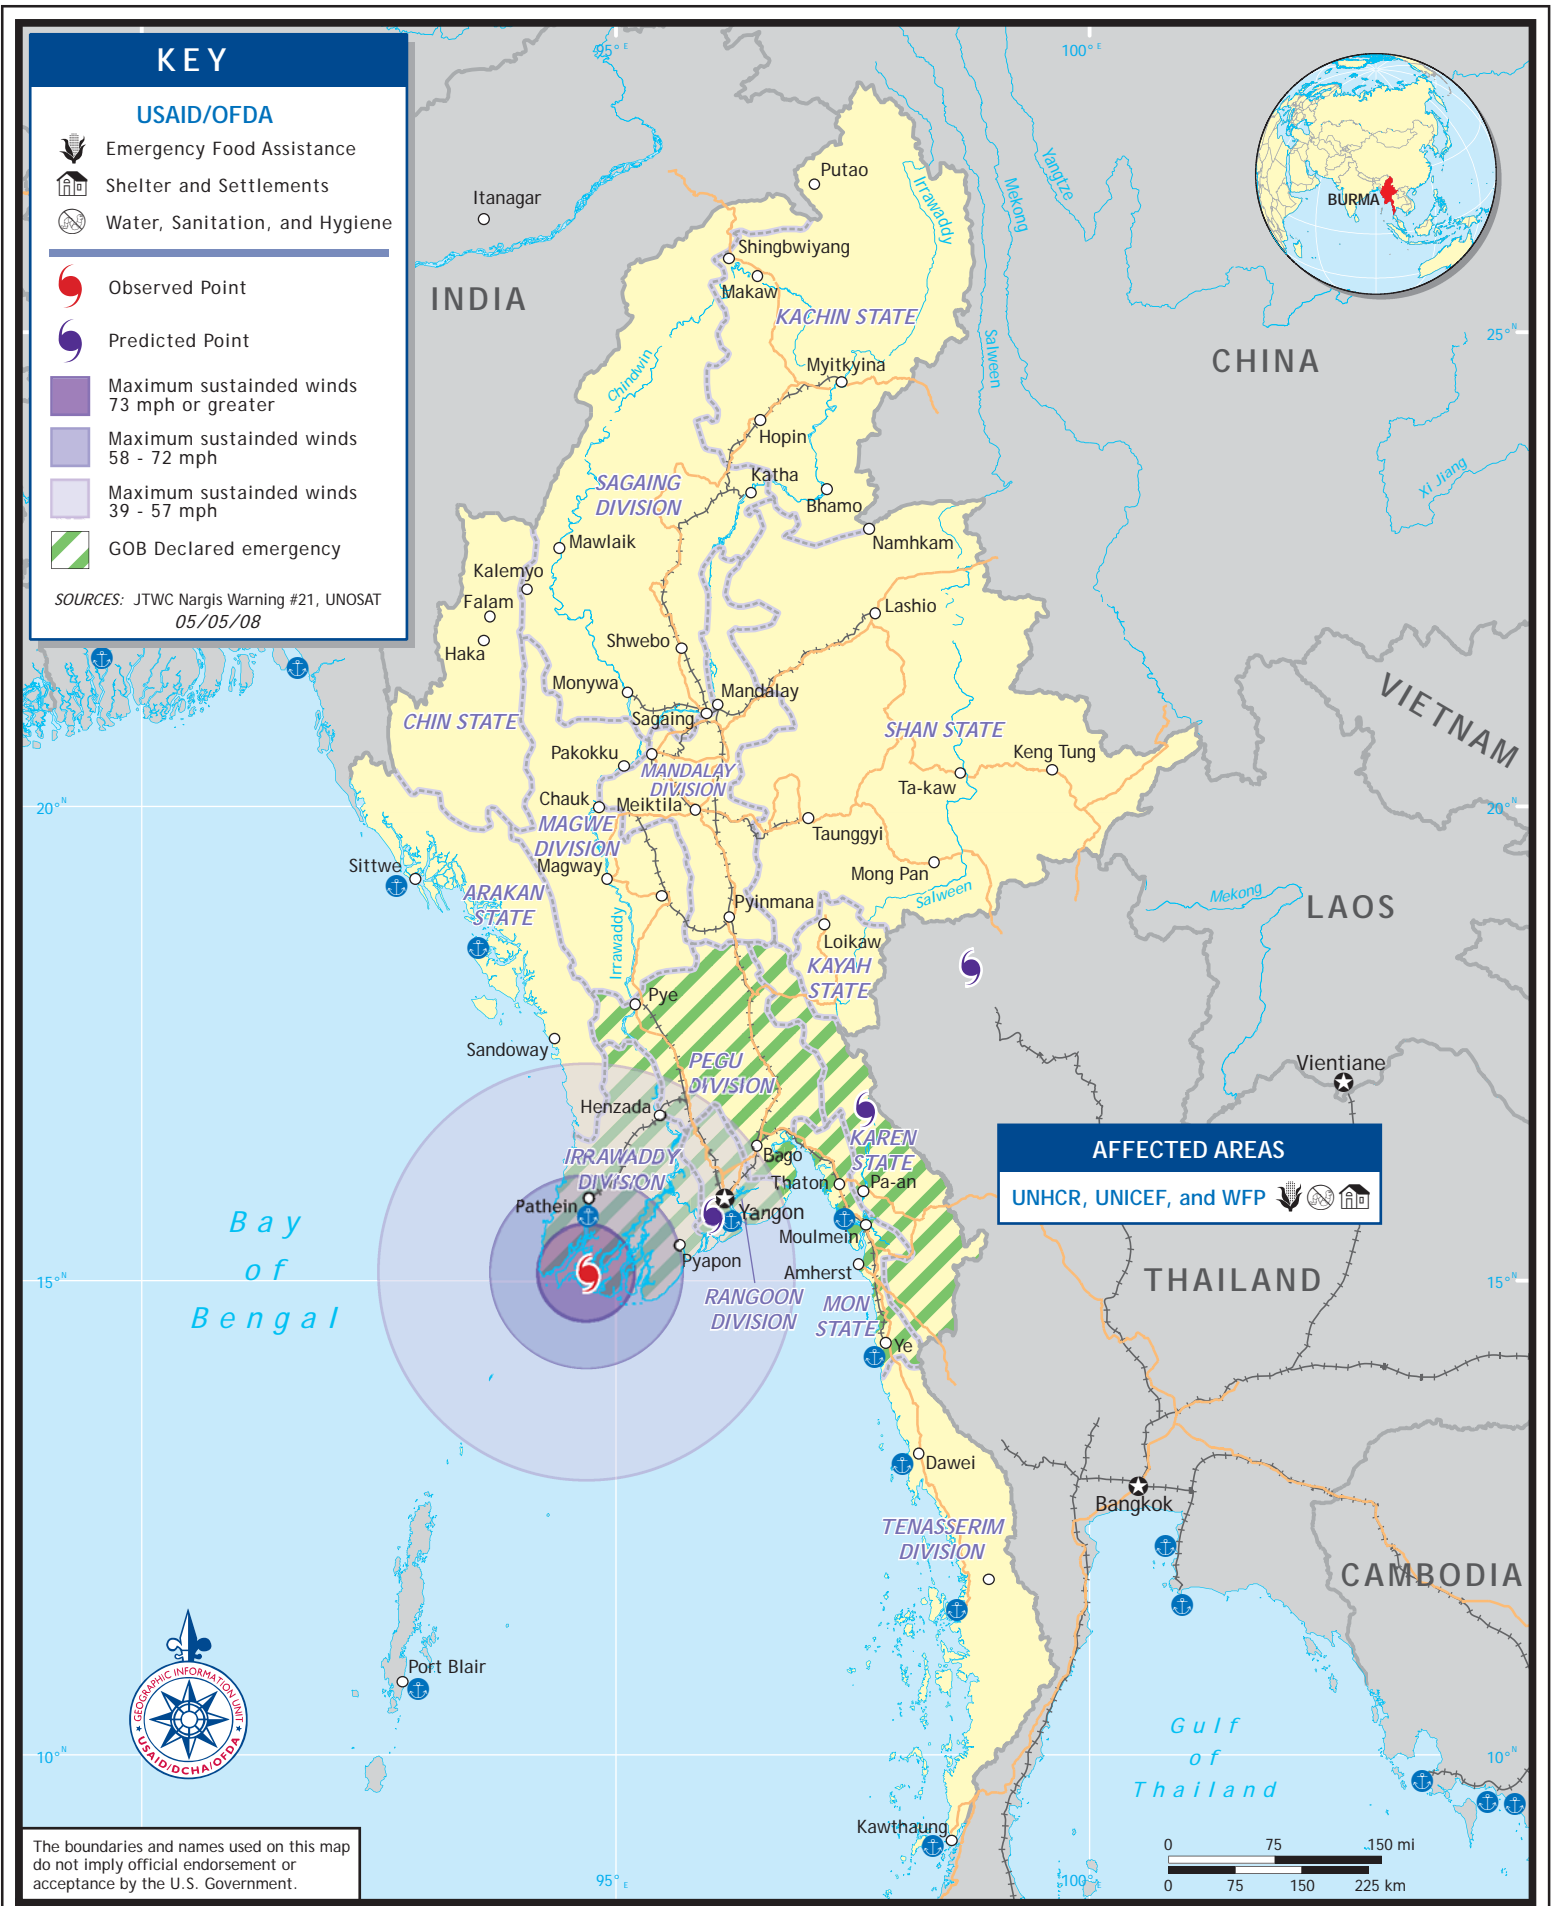 KEY
USAID/OFDA
Emergency Food Assistance
Shelter and Settlements
Water, Sanitation, and Hygiene
Observed Point
Predicted Point
Maximum sustainded winds
73 mph or greater
Maximum sustainded winds
58 - 72 mph
Maximum sustainded winds
39 - 57 mph
GOB Declared emergency
SOURCES: JTWC Nargis Warning #21, UNOSAT
05/05/08
95° E
100° E
BURMA
Putao
Itanagar
Irrawaddy
Mekong
Yangtze
Shingbwiyang
Makaw
INDIA
KACHIN STATE
25° N
CHINA
Salween
Chindwin
Myitkyina
Hopin
Katha
SAGAING
DIVISION
Bhamo
Xi Jiang
Namhkam
Mawlaik
Kalemyo
Falam
Lashio
Haka
Shwebo
Monywa
Mandalay
Sagaing
CHIN STATE
SHAN STATE
VIETNAM
Keng Tung
Pakokku
MANDALAY
DIVISION
Ta-kaw
20° N
Chauk
Meiktila
20° N
MAGWE
DIVISION
Taunggyi
Magway
Sittwe
Mong Pan
ARAKAN
STATE
Salween
Mekong
LAOS
Pyinmana
Irrawaddy
Loikaw
KAYAH
STATE
Pye
Sandoway
PEGU
DIVISION
Vientiane
Henzada
KAREN
STATE
AFFECTED AREAS
UNHCR, UNICEF, and WFP
IRRAWADDY
DIVISION
Bago
Thaton
Pa-an
Pathein
Yangon
Moulmein
Bay
of
Bengal
Pyapon
Amherst
15° N
15° N
THAILAND
RANGOON
DIVISION
MON
STATE
Ye
Dawei
Bangkok
TENASSERIM
DIVISION
CAMBODIA
Port Blair
GEOGRAPHIC INFORMATION UNIT
USAID/DCHA/OFDA
Gulf
of
Thailand
10° N
10° N
Kawthaung
The boundaries and names used on this map
do not imply official endorsement or
acceptance by the U.S. Government.
0 75 150 mi
0 75 150 225 km
95° E
100° E